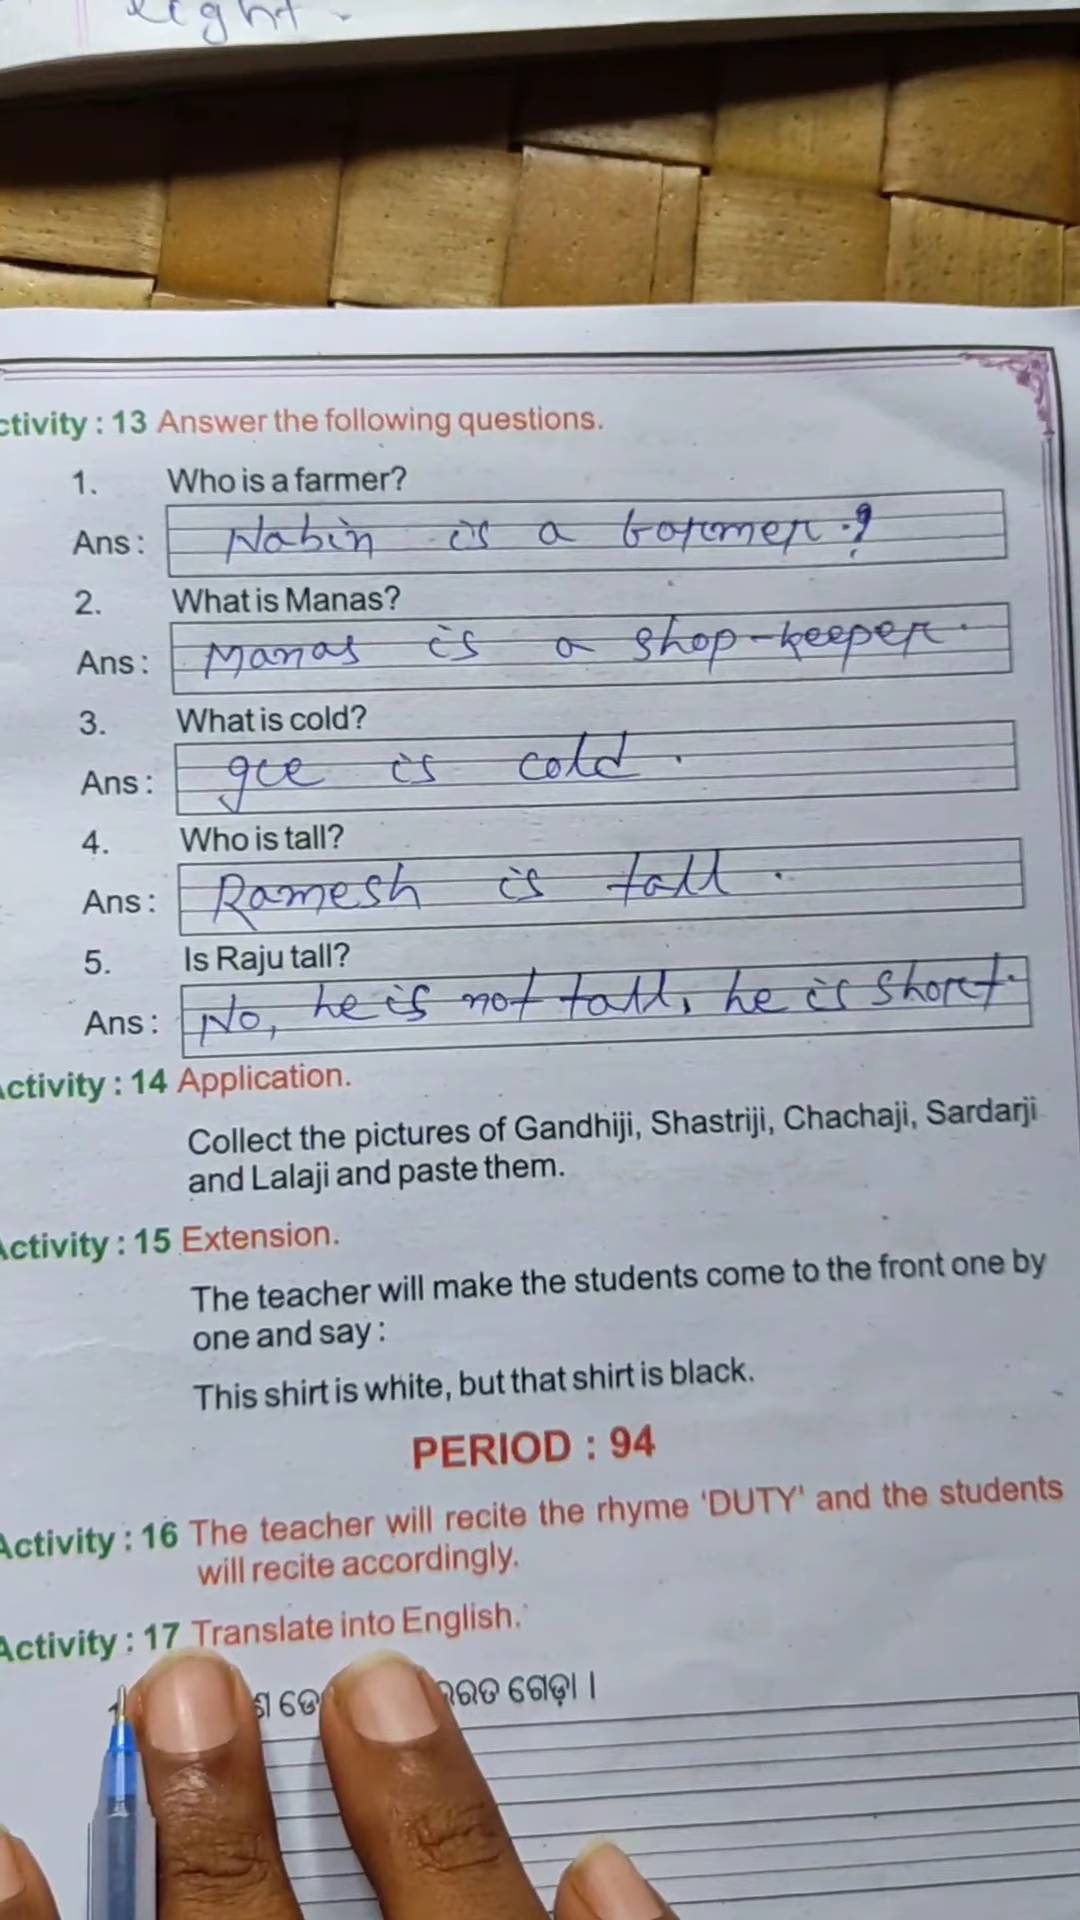 light.
ctivity : 13 Answer the following questions.
1. Who is a farmer?
Ans : Nabin is a farmer.
2. What is Manas?
Ans : Manas is a shop-keeper.
3. What is cold?
Ans : Ice is cold.
4. Who is tall?
Ans : Ramesh is tall.
5. Is Raju tall?
Ans : No, he is not tall, he is short.
Activity : 14 Application.
Collect the pictures of Gandhiji, Shastriji, Chachaji, Sardarji
and Lalaji and paste them.
Activity : 15 Extension.
The teacher will make the students come to the front one by
one and say :
This shirt is white, but that shirt is black.
PERIOD : 94
Activity : 16 The teacher will recite the rhyme 'DUTY' and the students
will recite accordingly.
Activity : 17 Translate into English.
ଗେଡ଼ା ।